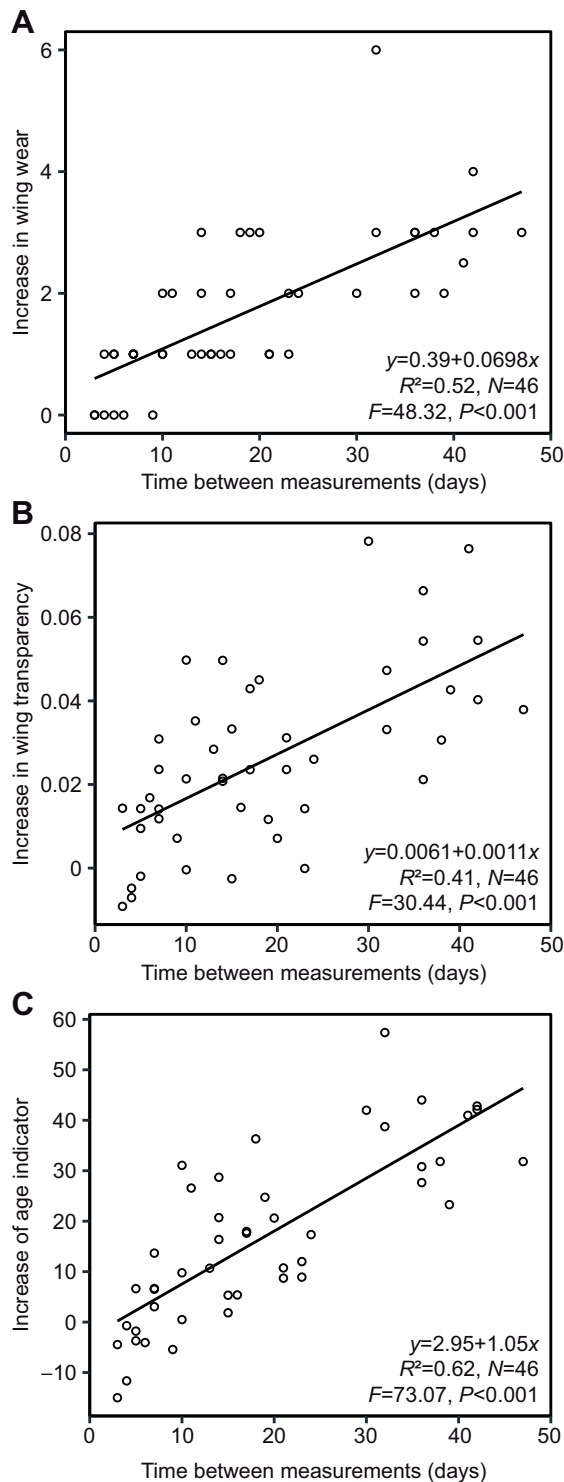 A
6
4
2
0
Increase in wing wear
y=0.39+0.0698x
R²=0.52, N=46
F=48.32, P<0.001
0 10 20 30 40 50
Time between measurements (days)
B
0.08
0.06
0.04
0.02
0
Increase in wing transparency
y=0.0061+0.0011x
R²=0.41, N=46
F=30.44, P<0.001
0 10 20 30 40 50
Time between measurements (days)
C
60
50
40
30
20
10
0
−10
Increase of age indicator
y=2.95+1.05x
R²=0.62, N=46
F=73.07, P<0.001
0 10 20 30 40 50
Time between measurements (days)